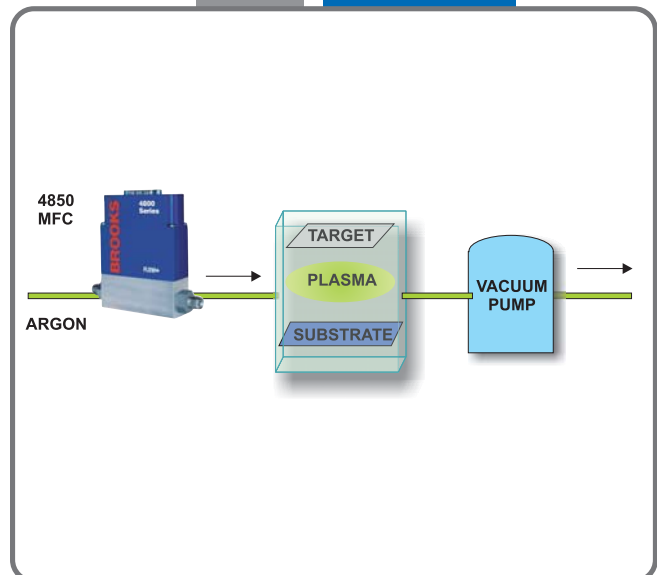 4850
MFC
BROOKS
4800
Series
ARGON
TARGET
PLASMA
SUBSTRATE
VACUUM
PUMP